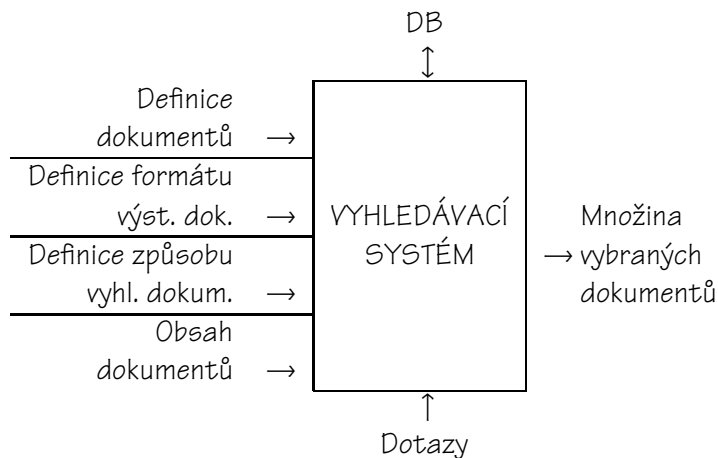 DB
↕
Definice
dokumentů →
Definice formátu
výst. dok. →
Definice způsobu
vyhl. dokum. →
Obsah
dokumentů →
VYHLEDÁVACÍ
SYSTÉM
Množina
→ vybraných
dokumentů
↑
Dotazy